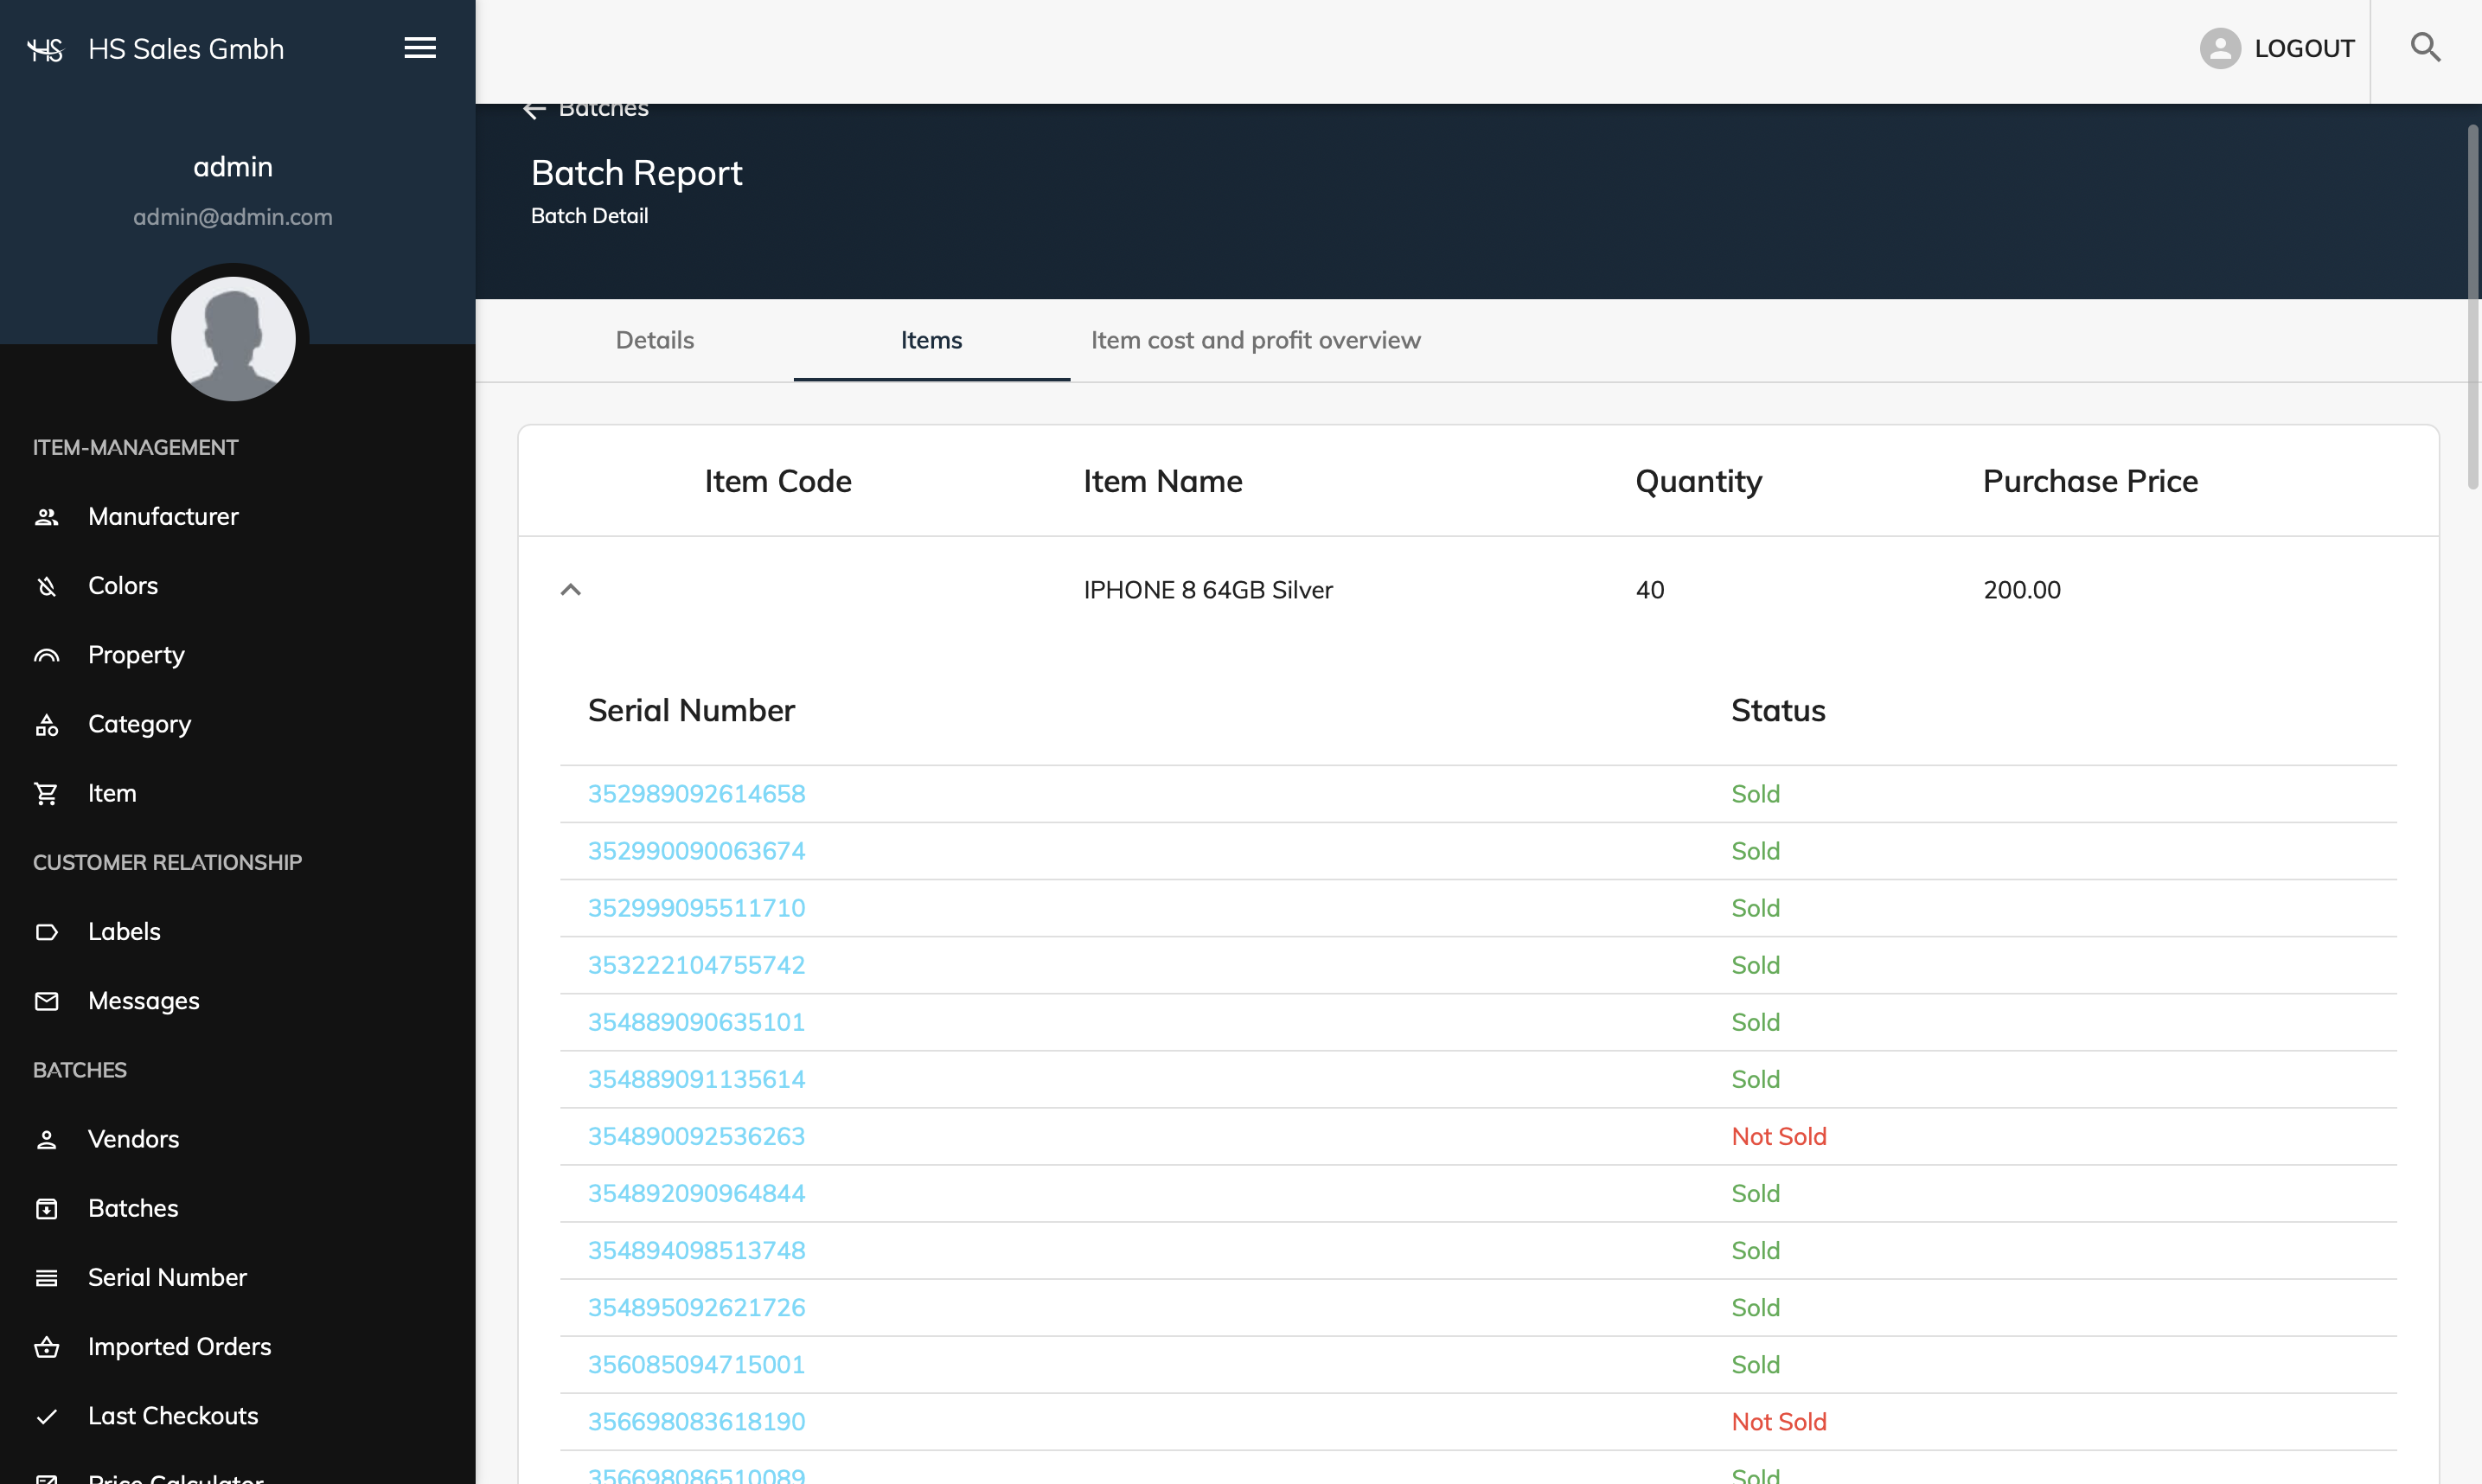 HS HS Sales Gmbh
LOGOUT
admin
admin@admin.com
ITEM-MANAGEMENT
Manufacturer
Colors
Property
Category
Item
CUSTOMER RELATIONSHIP
Labels
Messages
BATCHES
Vendors
Batches
Serial Number
Imported Orders
Last Checkouts
Price Calculator
Batches
Batch Report
Batch Detail
Details Items Item cost and profit overview
Item Code Item Name Quantity Purchase Price
IPHONE 8 64GB Silver 40 200.00
Serial Number Status
352989092614658 Sold
352990090063674 Sold
352999095511710 Sold
353222104755742 Sold
354889090635101 Sold
354889091135614 Sold
354890092536263 Not Sold
354892090964844 Sold
354894098513748 Sold
354895092621726 Sold
356085094715001 Sold
356698083618190 Not Sold
356698086510089 Sold